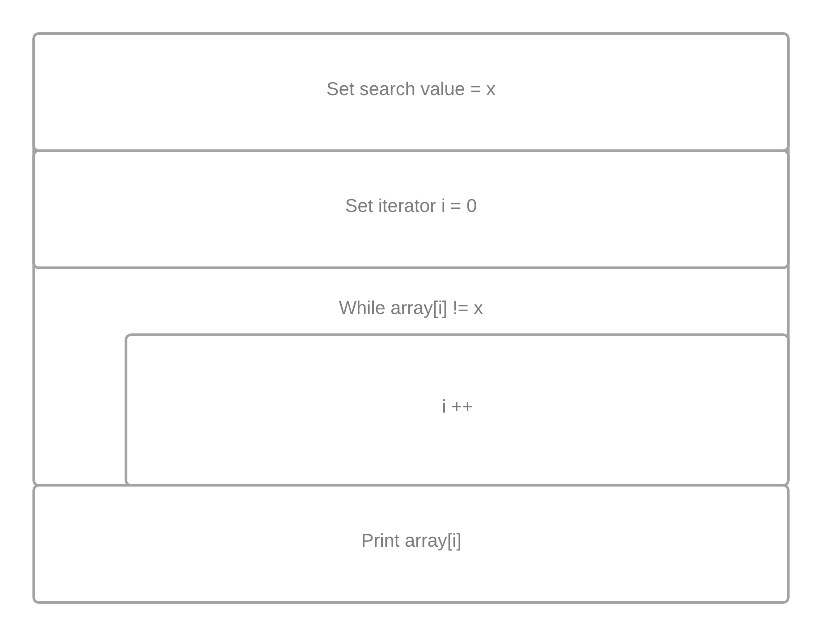 Set search value = x
Set iterator i = 0
While array[i] != x
i ++
Print array[i]